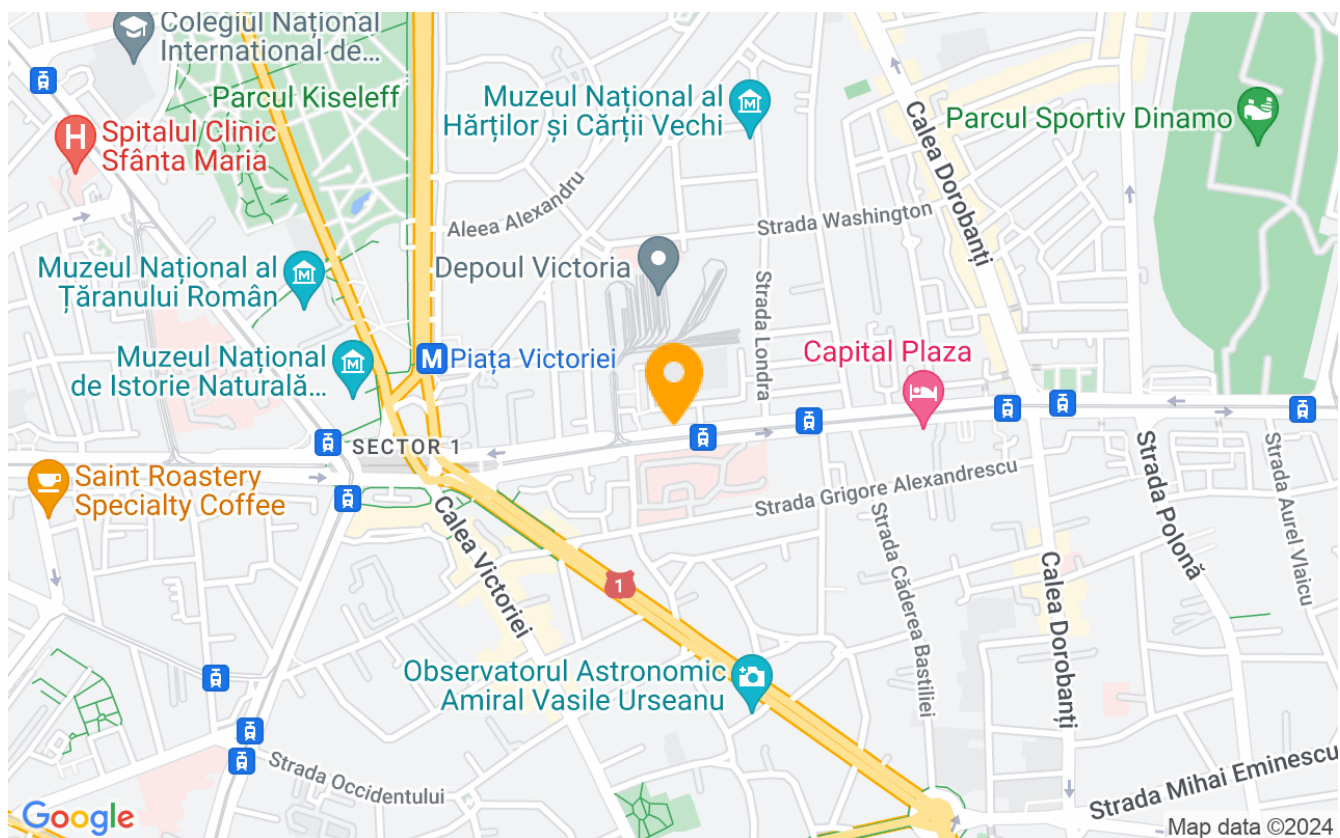 Colegiul Național
International de...
Parcul Kiseleff
Muzeul Național al
Hărților și Cărții Vechi
Parcul Sportiv Dinamo
H
Spitalul Clinic
Sfânta Maria
Calea Dorobanți
Aleea Alexandru
Strada Washington
Muzeul Național al
Țăranului Român
Depoul Victoria
Strada Londra
M
Piața Victoriei
Muzeul Național
de Istorie Naturală...
Capital Plaza
SECTOR 1
Saint Roastery
Specialty Coffee
Strada Grigore Alexandrescu
Strada Polonă
Strada Aurel Vlaicu
Calea Victoriei
Strada Căderea Bastiliei
1
Calea Dorobanți
Observatorul Astronomic
Amiral Vasile Urseanu
Strada Occidentului
Strada Mihai Eminescu
Google
Map data ©2024